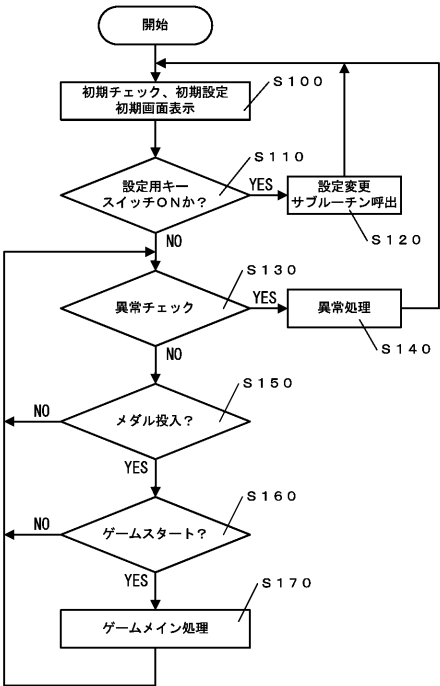 開始
初期チェック、初期設定
初期画面表示
S100
設定用キー
スイッチONか？
S110
YES
設定変更
サブルーチン呼出
S120
NO
異常チェック
S130
YES
異常処理
S140
NO
メダル投入？
S150
NO
YES
ゲームスタート？
S160
NO
YES
ゲームメイン処理
S170